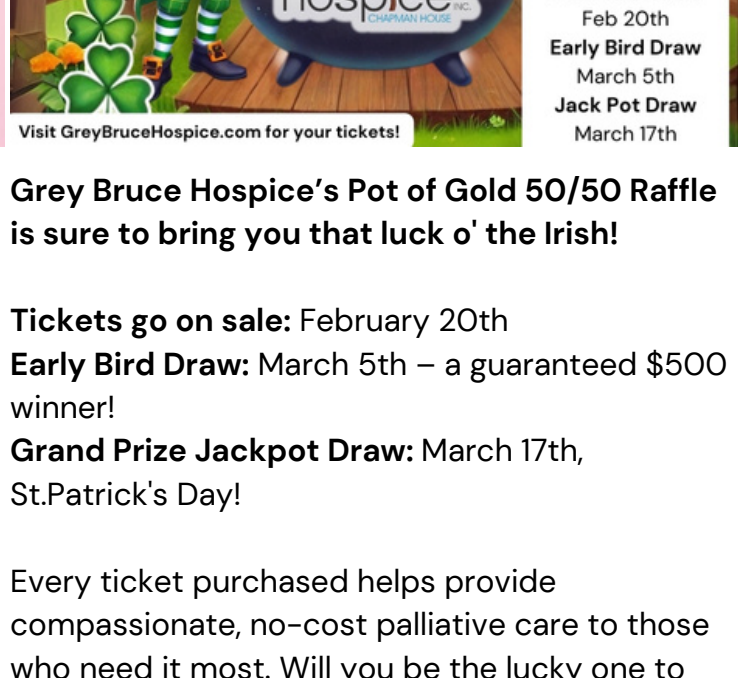 Hospice INC.
CHAPMAN HOUSE
Visit GreyBruceHospice.com for your tickets!
Feb 20th
Early Bird Draw
March 5th
Jack Pot Draw
March 17th
Grey Bruce Hospice’s Pot of Gold 50/50 Raffle
is sure to bring you that luck o' the Irish!
Tickets go on sale: February 20th
Early Bird Draw: March 5th – a guaranteed $500
winner!
Grand Prize Jackpot Draw: March 17th,
St.Patrick's Day!
Every ticket purchased helps provide
compassionate, no-cost palliative care to those
who need it most. Will you be the lucky one to